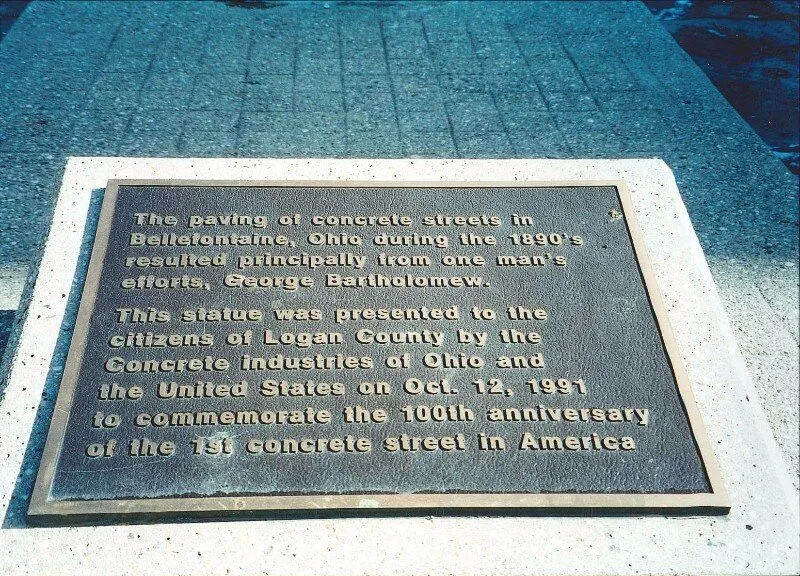 The paving of concrete streets in
Bellefontaine, Ohio during the 1890's
resulted principally from one man's
efforts, George Bartholomew.
This statue was presented to the
citizens of Logan County by the
Concrete industries of Ohio and
the United States on Oct. 12, 1991
to commemorate the 100th anniversary
of the 1st concrete street in America